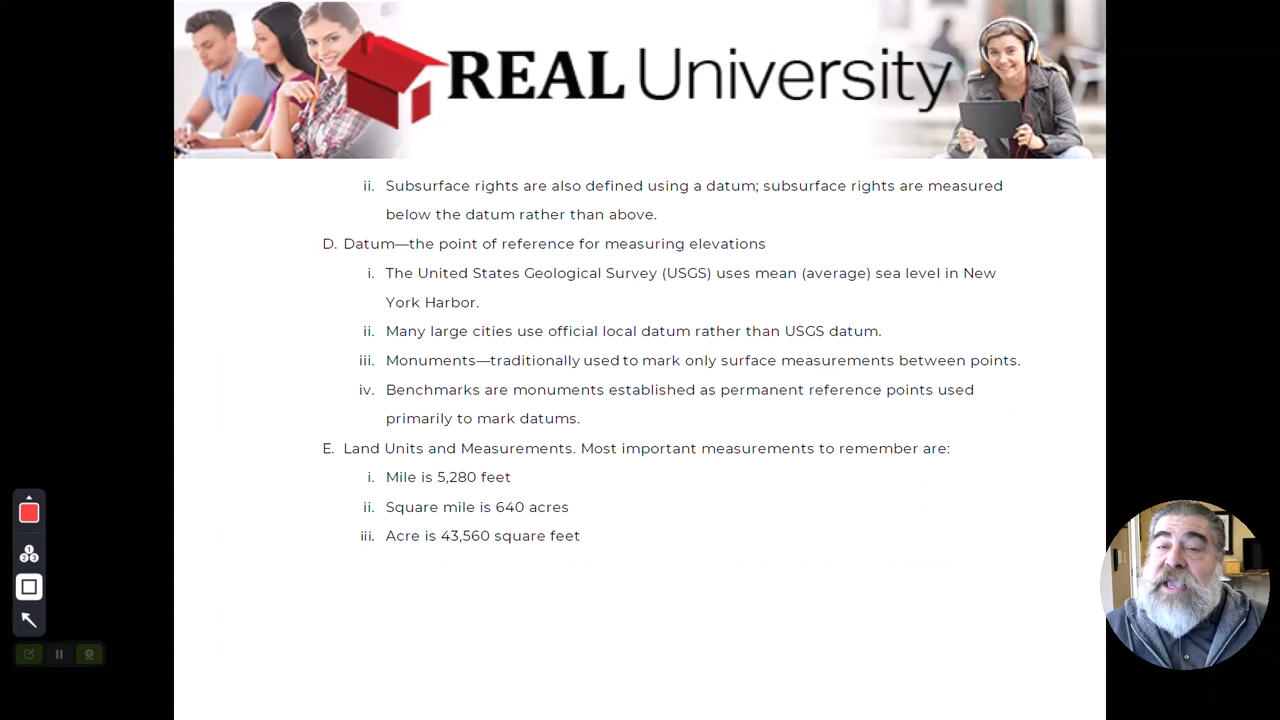 REAL University
ii. Subsurface rights are also defined using a datum; subsurface rights are measured
below the datum rather than above.
D. Datum—the point of reference for measuring elevations
i. The United States Geological Survey (USGS) uses mean (average) sea level in New
York Harbor.
ii. Many large cities use official local datum rather than USGS datum.
iii. Monuments—traditionally used to mark only surface measurements between points.
iv. Benchmarks are monuments established as permanent reference points used
primarily to mark datums.
E. Land Units and Measurements. Most important measurements to remember are:
i. Mile is 5,280 feet
ii. Square mile is 640 acres
iii. Acre is 43,560 square feet